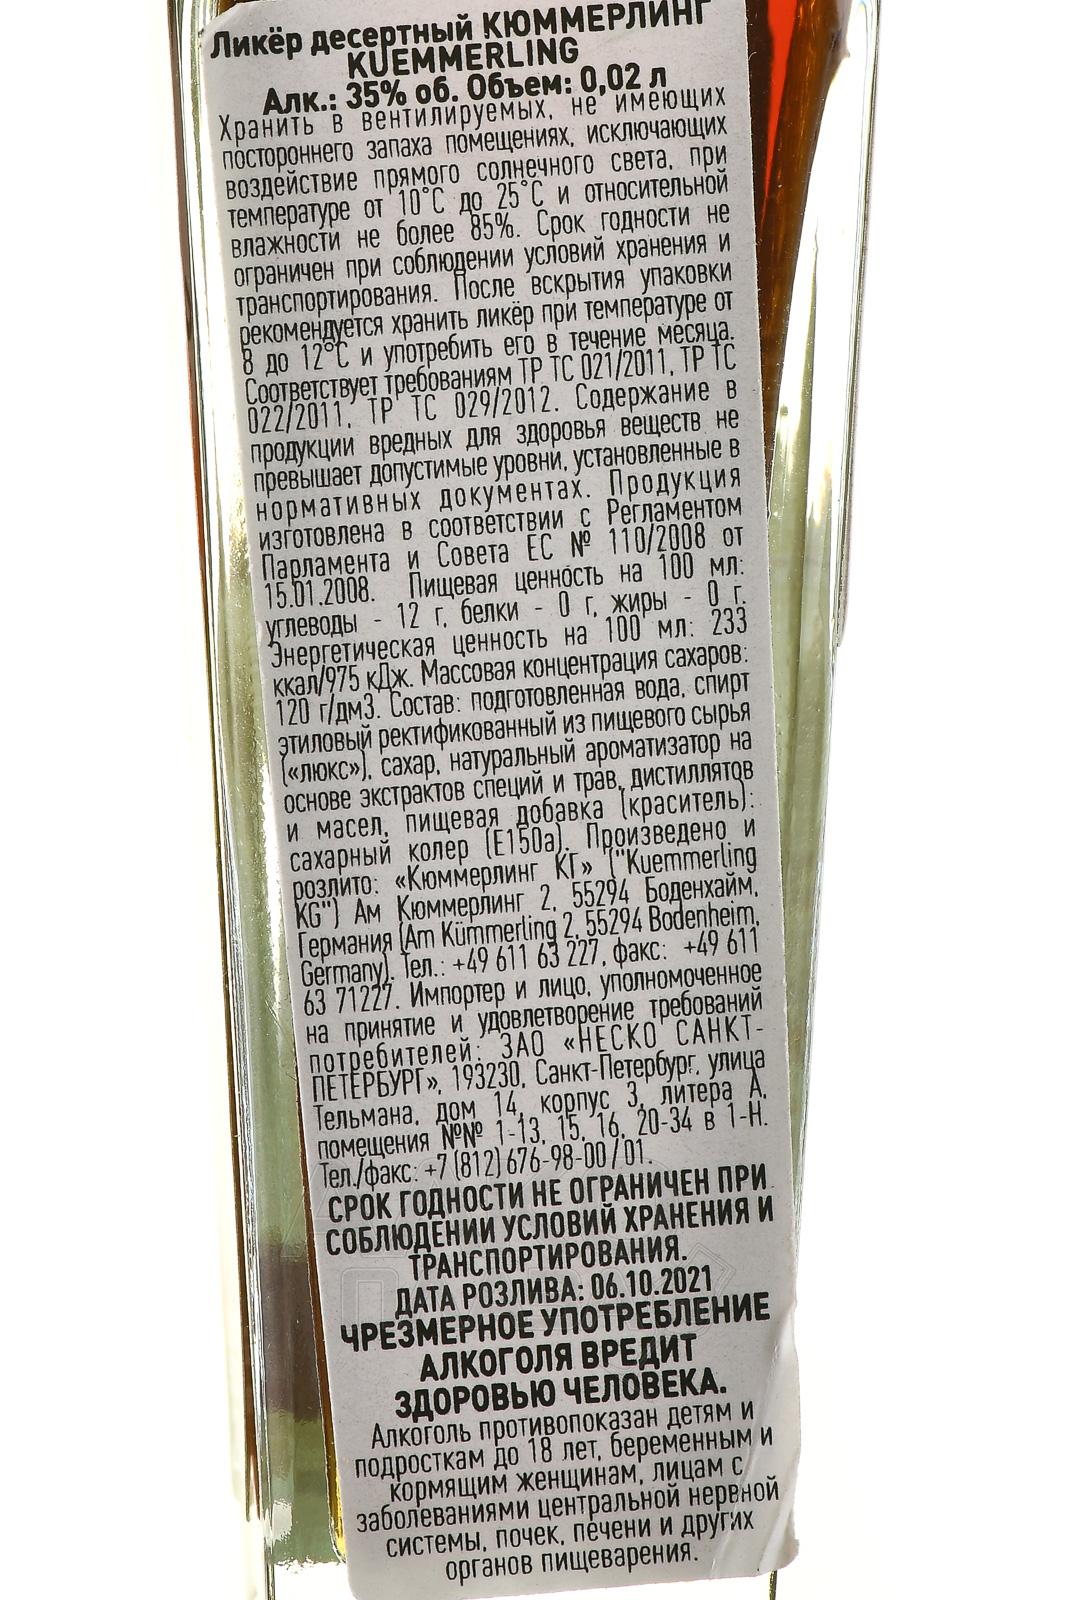 Ликёр десертный КЮММЕРЛИНГ
KUEMMERLING
Алк.: 35% об. Объем: 0,02 л
Хранить в вентилируемых, не имеющих
постороннего запаха помещениях, исключающих
воздействие прямого солнечного света, при
температуре от 10°C до 25°C и относительной
влажности не более 85%. Срок годности не
ограничен при соблюдении условий хранения и
транспортирования. После вскрытия упаковки
рекомендуется хранить ликёр при температуре от
8 до 12°C и употребить его в течение месяца.
Соответствует требованиям ТР ТС 021/2011, ТР ТС
022/2011, ТР ТС 029/2012. Содержание в
продукции вредных для здоровья веществ не
превышает допустимые уровни, установленные в
нормативных документах. Продукция
изготовлена в соответствии с Регламентом
Парламента и Совета ЕС № 110/2008 от
15.01.2008. Пищевая ценность на 100 мл:
углеводы - 12 г, белки - 0 г, жиры - 0 г.
Энергетическая ценность на 100 мл: 233
ккал/975 кДж. Массовая концентрация сахаров:
120 г/дм3. Состав: подготовленная вода, спирт
этиловый ректификованный из пищевого сырья
(«люкс»), сахар, натуральный ароматизатор на
основе экстрактов специй и трав, дистиллятов
и масел, пищевая добавка (краситель):
сахарный колер (Е150а). Произведено и
розлито: «Кюммерлинг КГ» ("Kuemmerling
KG") Ам Кюммерлинг 2, 55294 Боденхайм,
Германия (Am Kümmerling 2, 55294 Bodenheim,
Germany). Тел.: +49 611 63 227, факс: +49 611
63 71227. Импортер и лицо, уполномоченное
на принятие и удовлетворение требований
потребителей: ЗАО «НЕСКО САНКТ-
ПЕТЕРБУРГ», 193230, Санкт-Петербург, улица
Тельмана, дом 14, корпус 3, литера А,
помещения №№ 1-13, 15, 16, 20-34 в 1-Н.
Тел./факс: +7 (812) 676-98-00/01.
СРОК ГОДНОСТИ НЕ ОГРАНИЧЕН ПРИ
СОБЛЮДЕНИИ УСЛОВИЙ ХРАНЕНИЯ И
ТРАНСПОРТИРОВАНИЯ.
ДАТА РОЗЛИВА: 06.10.2021
ЧРЕЗМЕРНОЕ УПОТРЕБЛЕНИЕ
АЛКОГОЛЯ ВРЕДИТ
ЗДОРОВЬЮ ЧЕЛОВЕКА.
Алкоголь противопоказан детям и
подросткам до 18 лет, беременным и
кормящим женщинам, лицам с
заболеваниями центральной нервной
системы, почек, печени и других
органов пищеварения.